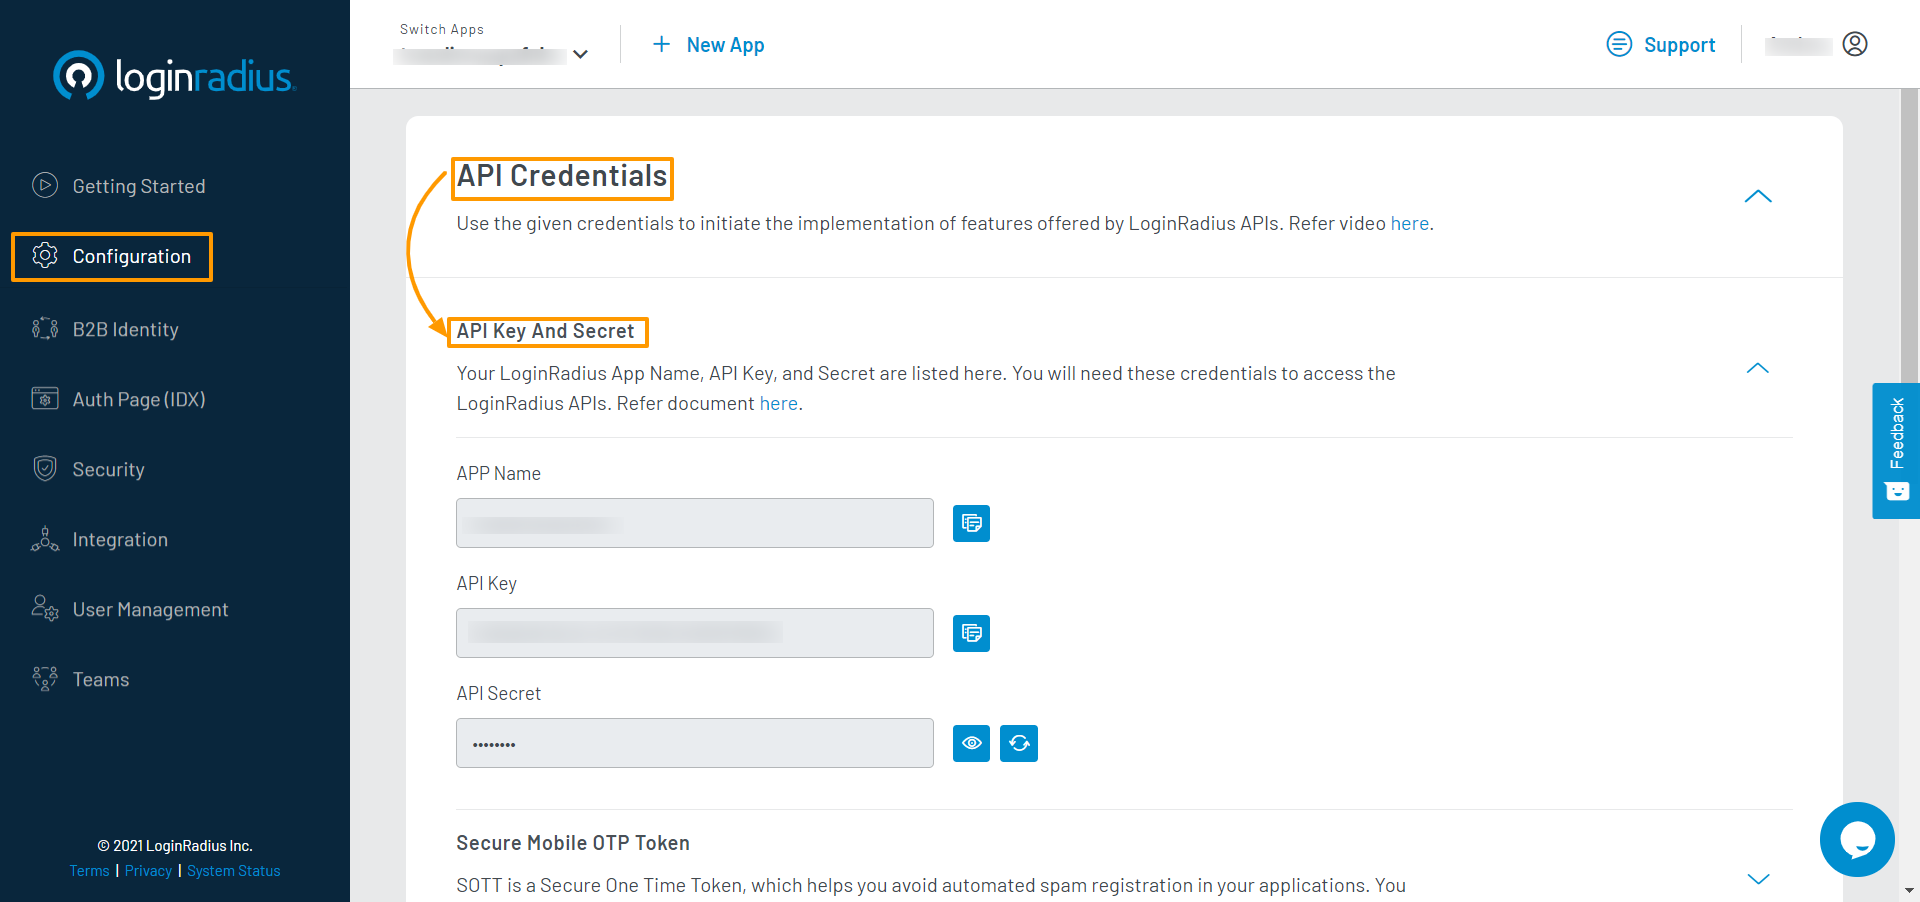 loginradius
Getting Started
Configuration
B2B Identity
Auth Page (IDX)
Security
Integration
User Management
Teams
© 2021 LoginRadius Inc.
Terms | Privacy | System Status
Switch Apps
New App
Support
API Credentials
Use the given credentials to initiate the implementation of features offered by LoginRadius APIs. Refer video here.
API Key And Secret
Your LoginRadius App Name, API Key, and Secret are listed here. You will need these credentials to access the
LoginRadius APIs. Refer document here.
APP Name
API Key
API Secret
••••••••
Secure Mobile OTP Token
SOTT is a Secure One Time Token, which helps you avoid automated spam registration in your applications. You
Feedback